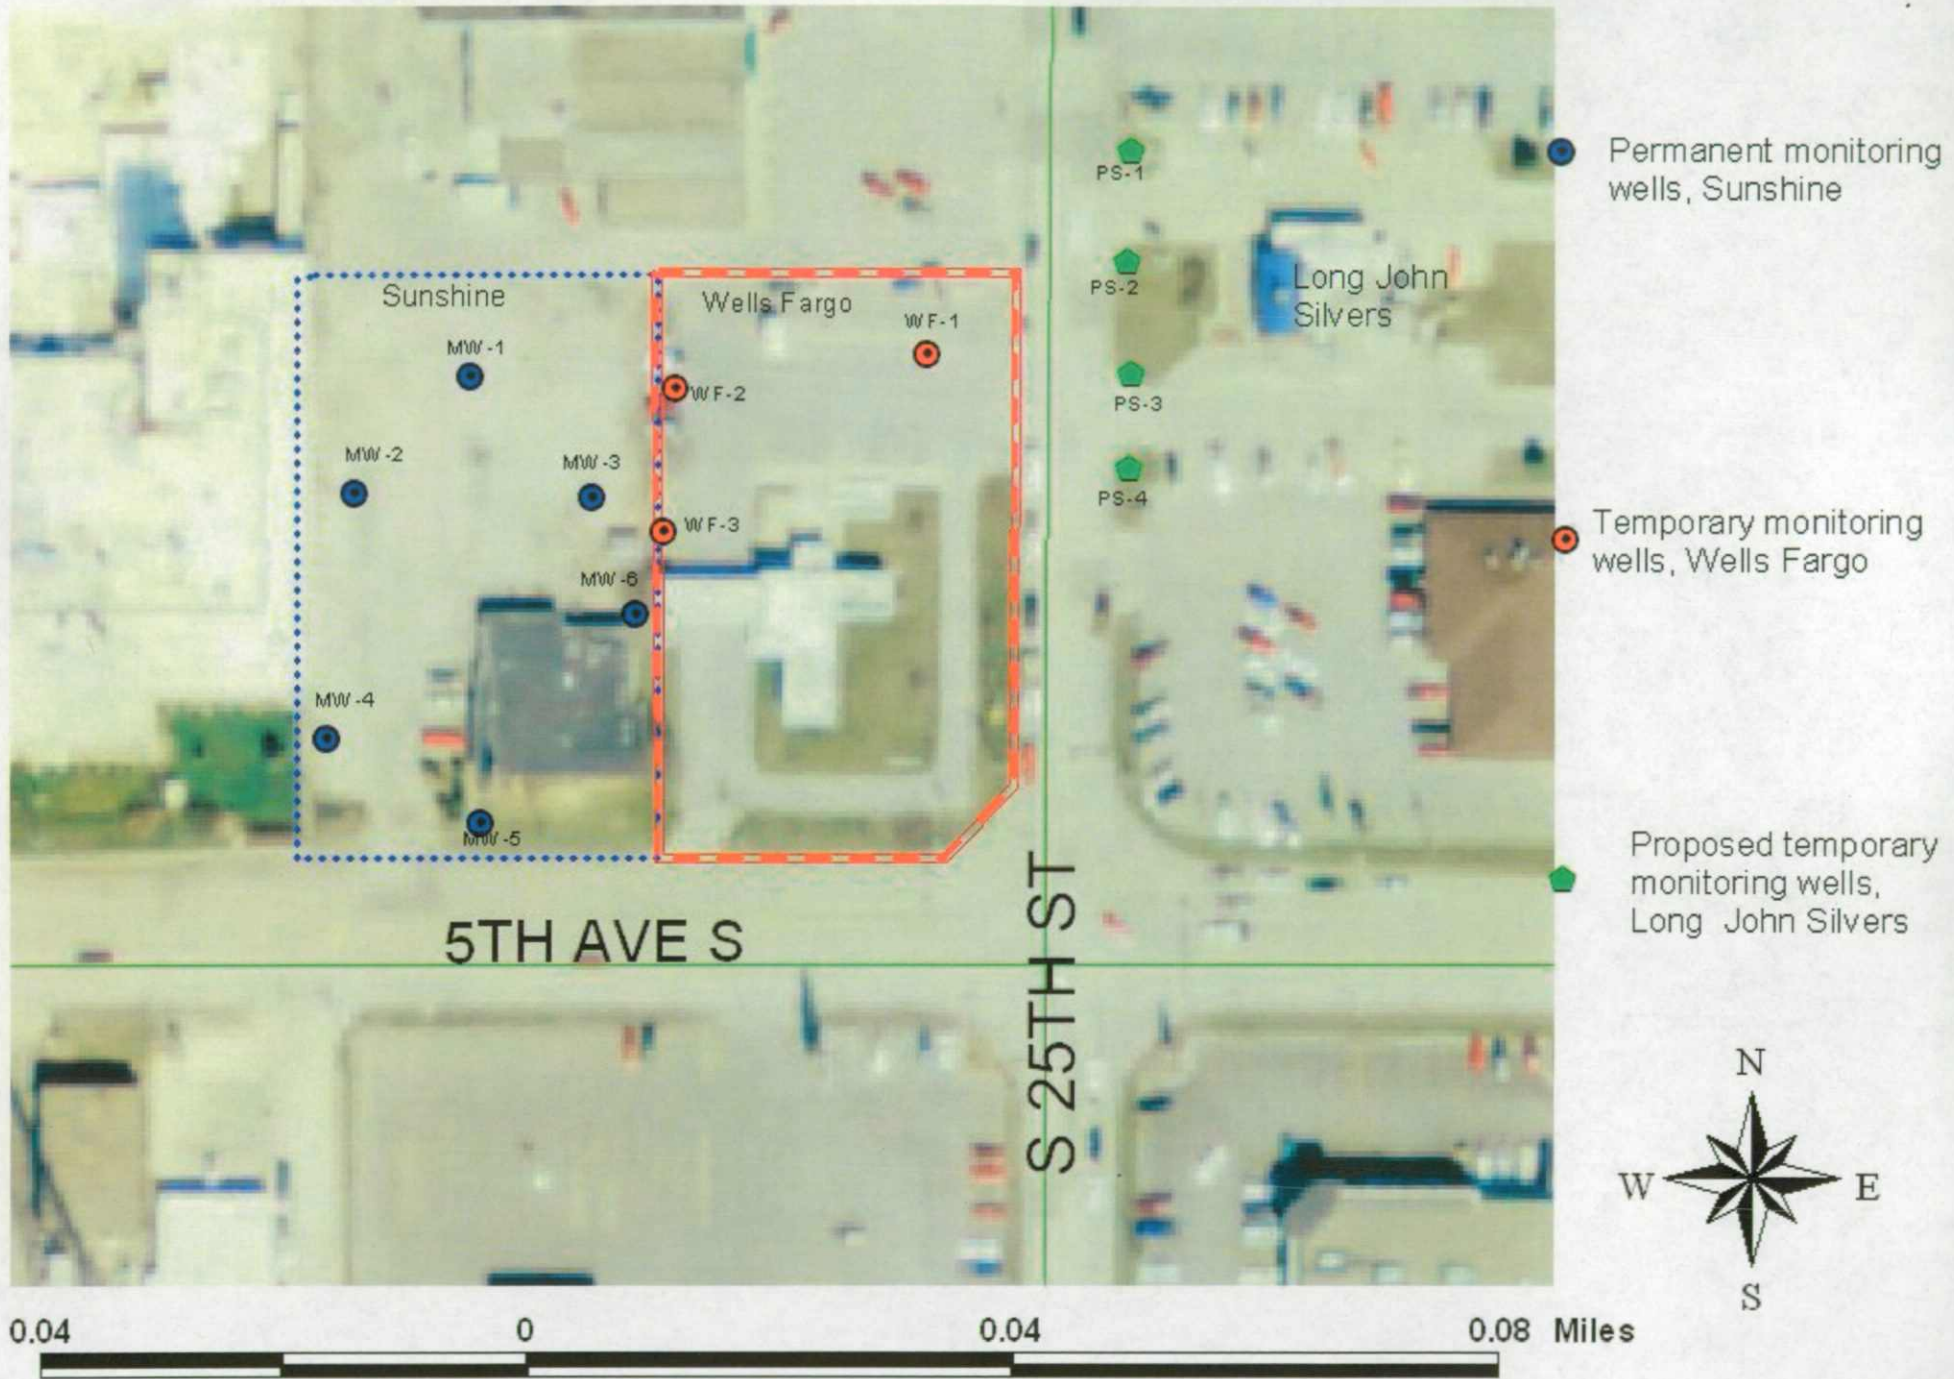 PS-1
Permanent monitoring
wells, Sunshine
PS-2
Long John
Silvers
Sunshine
Wells Fargo
WF-1
MW-1
WF-2
PS-3
MW-2
MW-3
PS-4
WF-3
Temporary monitoring
wells, Wells Fargo
MW-6
MW-4
MW-5
Proposed temporary
monitoring wells,
Long John Silvers
5TH AVE S
S 25TH ST
N
W
E
S
0.04
0
0.04
0.08 Miles